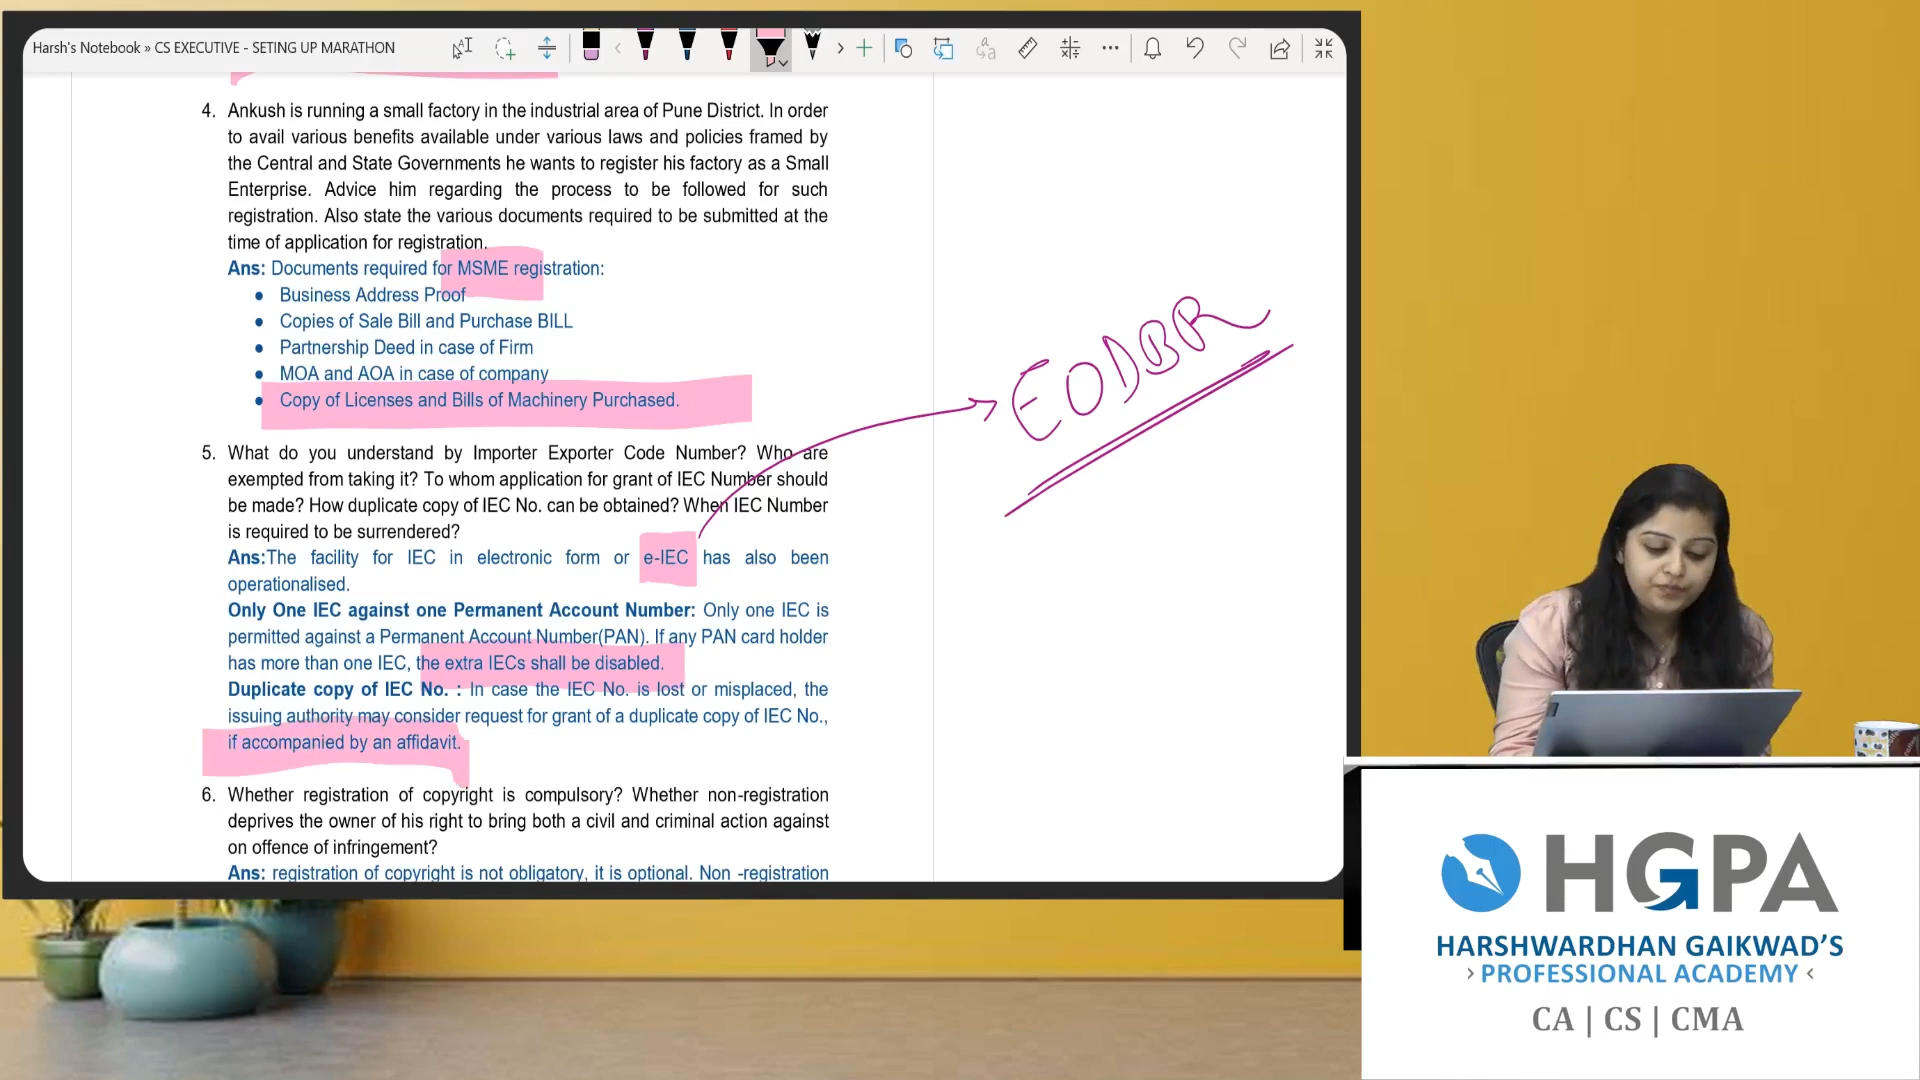 Harsh's Notebook » CS EXECUTIVE - SETING UP MARATHON
4. Ankush is running a small factory in the industrial area of Pune District. In order
to avail various benefits available under various laws and policies framed by
the Central and State Governments he wants to register his factory as a Small
Enterprise. Advice him regarding the process to be followed for such
registration. Also state the various documents required to be submitted at the
time of application for registration.
Ans: Documents required for MSME registration:
• Business Address Proof
• Copies of Sale Bill and Purchase BILL
• Partnership Deed in case of Firm
• MOA and AOA in case of company
• Copy of Licenses and Bills of Machinery Purchased.
EODBR
5. What do you understand by Importer Exporter Code Number? Who are
exempted from taking it? To whom application for grant of IEC Number should
be made? How duplicate copy of IEC No. can be obtained? When IEC Number
is required to be surrendered?
Ans:The facility for IEC in electronic form or e-IEC has also been
operationalised.
Only One IEC against one Permanent Account Number: Only one IEC is
permitted against a Permanent Account Number(PAN). If any PAN card holder
has more than one IEC, the extra IECs shall be disabled.
Duplicate copy of IEC No. : In case the IEC No. is lost or misplaced, the
issuing authority may consider request for grant of a duplicate copy of IEC No.,
if accompanied by an affidavit.
6. Whether registration of copyright is compulsory? Whether non-registration
deprives the owner of his right to bring both a civil and criminal action against
on offence of infringement?
Ans: registration of copyright is not obligatory, it is optional. Non -registration
HGPA
HARSHWARDHAN GAIKWAD'S
› PROFESSIONAL ACADEMY ‹
CA | CS | CMA